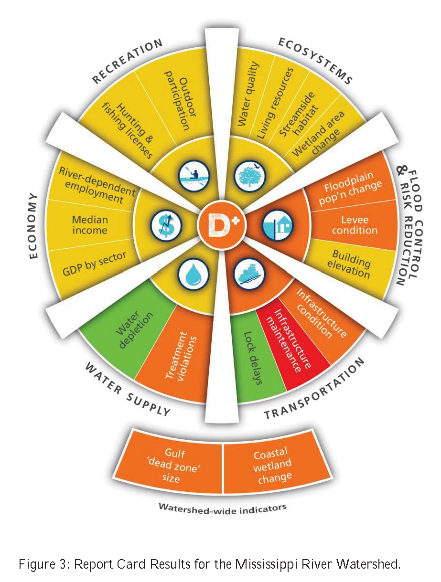 RECREATION
Hunting &
fishing licenses
Outdoor
participation
ECOSYSTEMS
Water quality
Living resources
Streamside
habitat
Wetland area
change
FLOOD CONTROL
& RISK REDUCTION
Floodplain
pop'n change
Levee
condition
Building
elevation
TRANSPORTATION
Infrastructure
condition
Infrastructure
maintenance
Lock delays
WATER SUPPLY
Treatment
violations
Water
depletion
ECONOMY
GDP by sector
Median
income
River-dependent
employment
D+
Gulf
'dead zone'
size
Coastal
wetland
change
Watershed-wide indicators
Figure 3: Report Card Results for the Mississippi River Watershed.